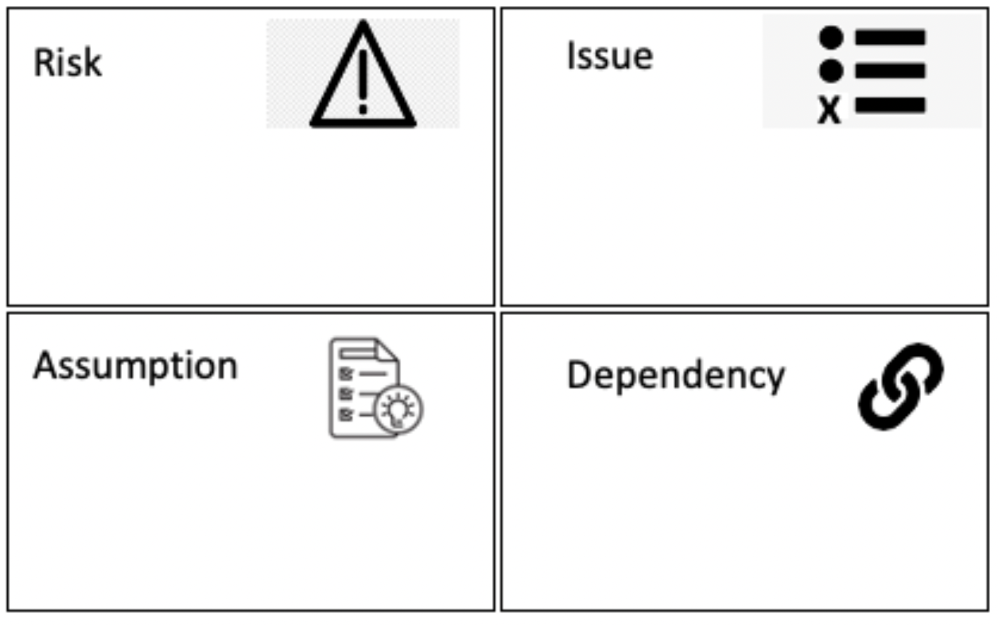 Risk
Issue
x
Assumption
Dependency